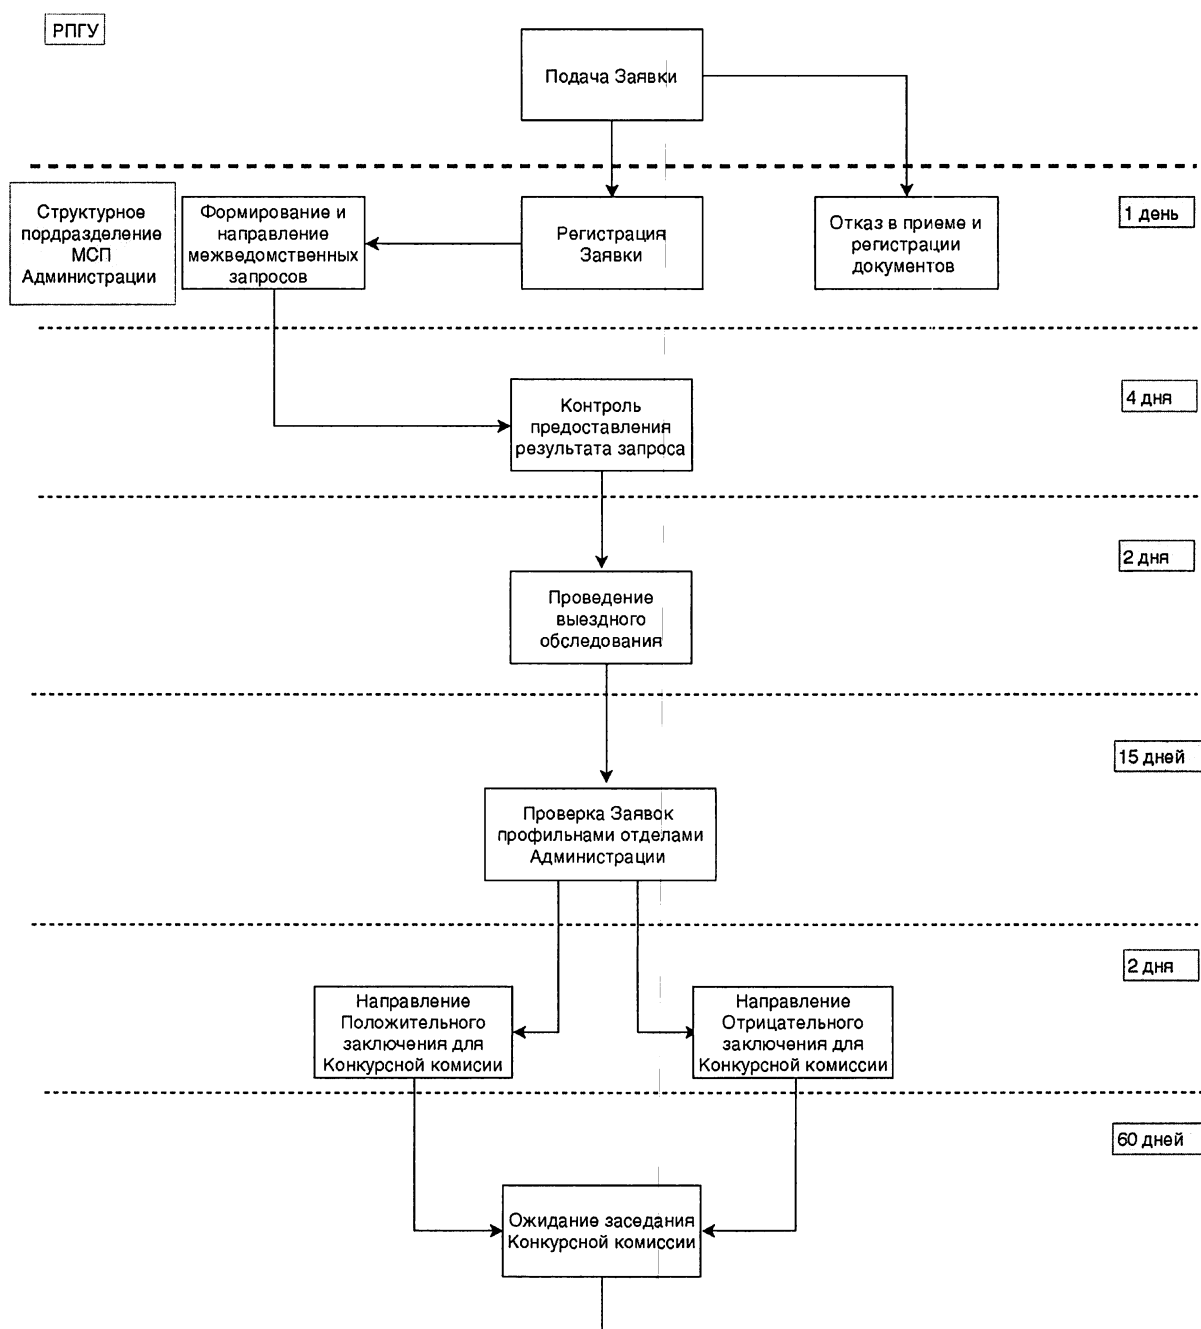 РПГУ
Подача Заявки
Структурное
пордразделение
МСП
Администрации
Формирование и
направление
межведомственных
запросов
Регистрация
Заявки
Отказ в приеме и
регистрации
документов
1 день
Контроль
предоставления
результата запроса
4 дня
Проведение
выездного
обследования
2 дня
15 дней
Проверка Заявок
профильнами отделами
Администрации
2 дня
Направление
Положительного
заключения для
Конкурсной комисии
Направление
Отрицательного
заключения для
Конкурсной комиссии
60 дней
Ожидание заседания
Конкурсной комиссии